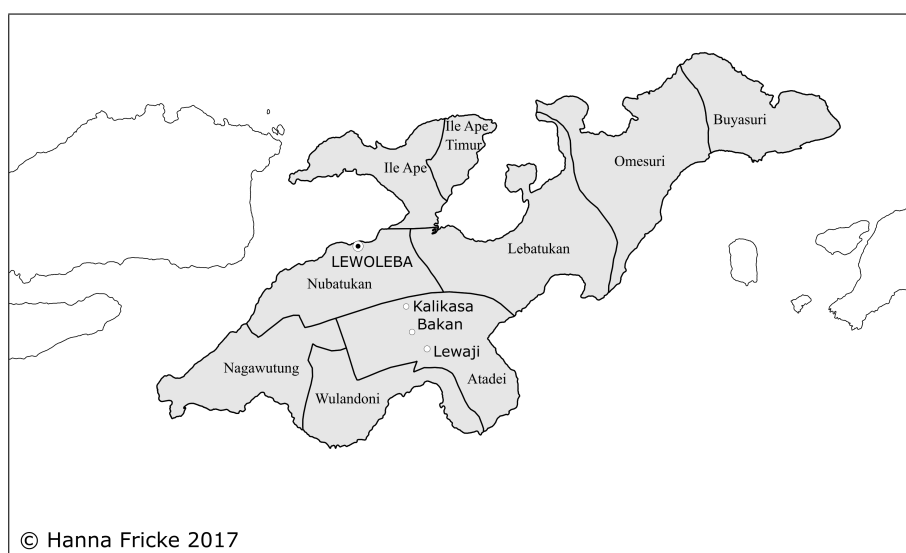 Ile Ape
Timur
Buyasuri
Ile Ape
Omesuri
Lebatukan
LEWOLEBA
Nubatukan
Kalikasa
Bakan
Lewaji
Nagawutung
Atadei
Wulandoni
© Hanna Fricke 2017